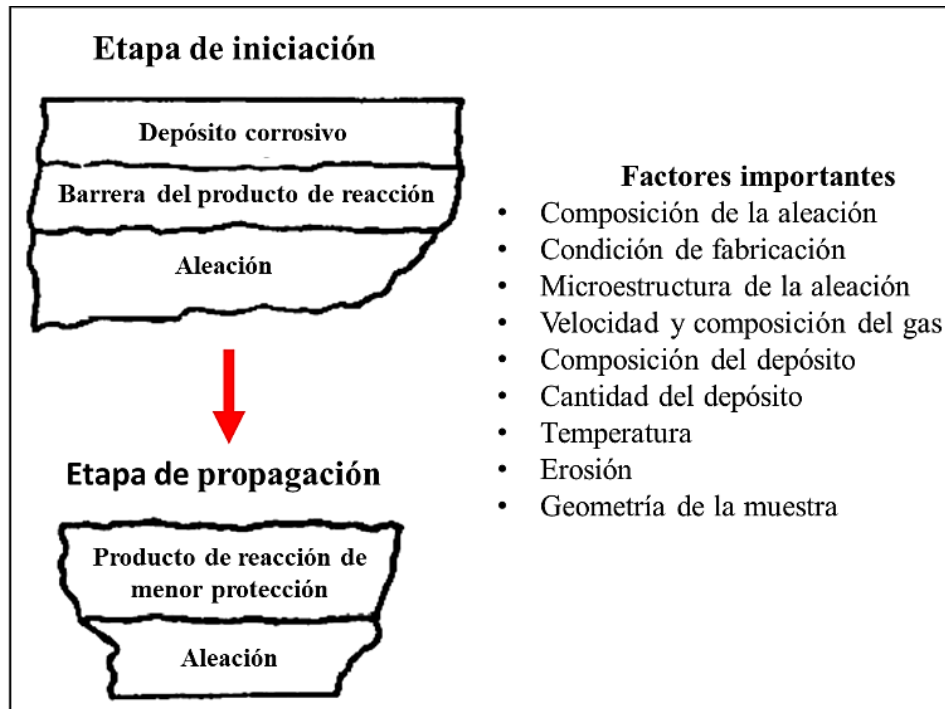 Etapa de iniciación
Depósito corrosivo
Barrera del producto de reacción
Aleación
Etapa de propagación
Producto de reacción de
menor protección
Aleación
Factores importantes
• Composición de la aleación
• Condición de fabricación
• Microestructura de la aleación
• Velocidad y composición del gas
• Composición del depósito
• Cantidad del depósito
• Temperatura
• Erosión
• Geometría de la muestra